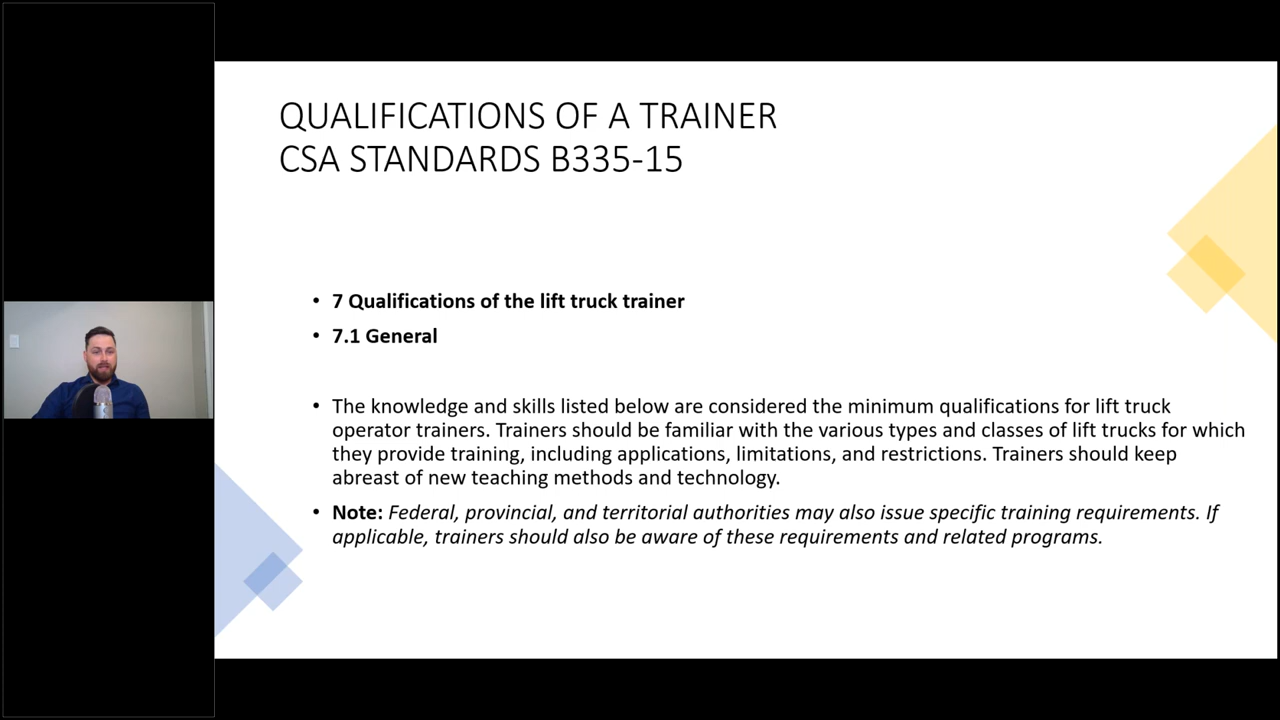 QUALIFICATIONS OF A TRAINER
CSA STANDARDS B335-15
• 7 Qualifications of the lift truck trainer
• 7.1 General
• The knowledge and skills listed below are considered the minimum qualifications for lift truck
operator trainers. Trainers should be familiar with the various types and classes of lift trucks for which
they provide training, including applications, limitations, and restrictions. Trainers should keep
abreast of new teaching methods and technology.
• Note: Federal, provincial, and territorial authorities may also issue specific training requirements. If
applicable, trainers should also be aware of these requirements and related programs.